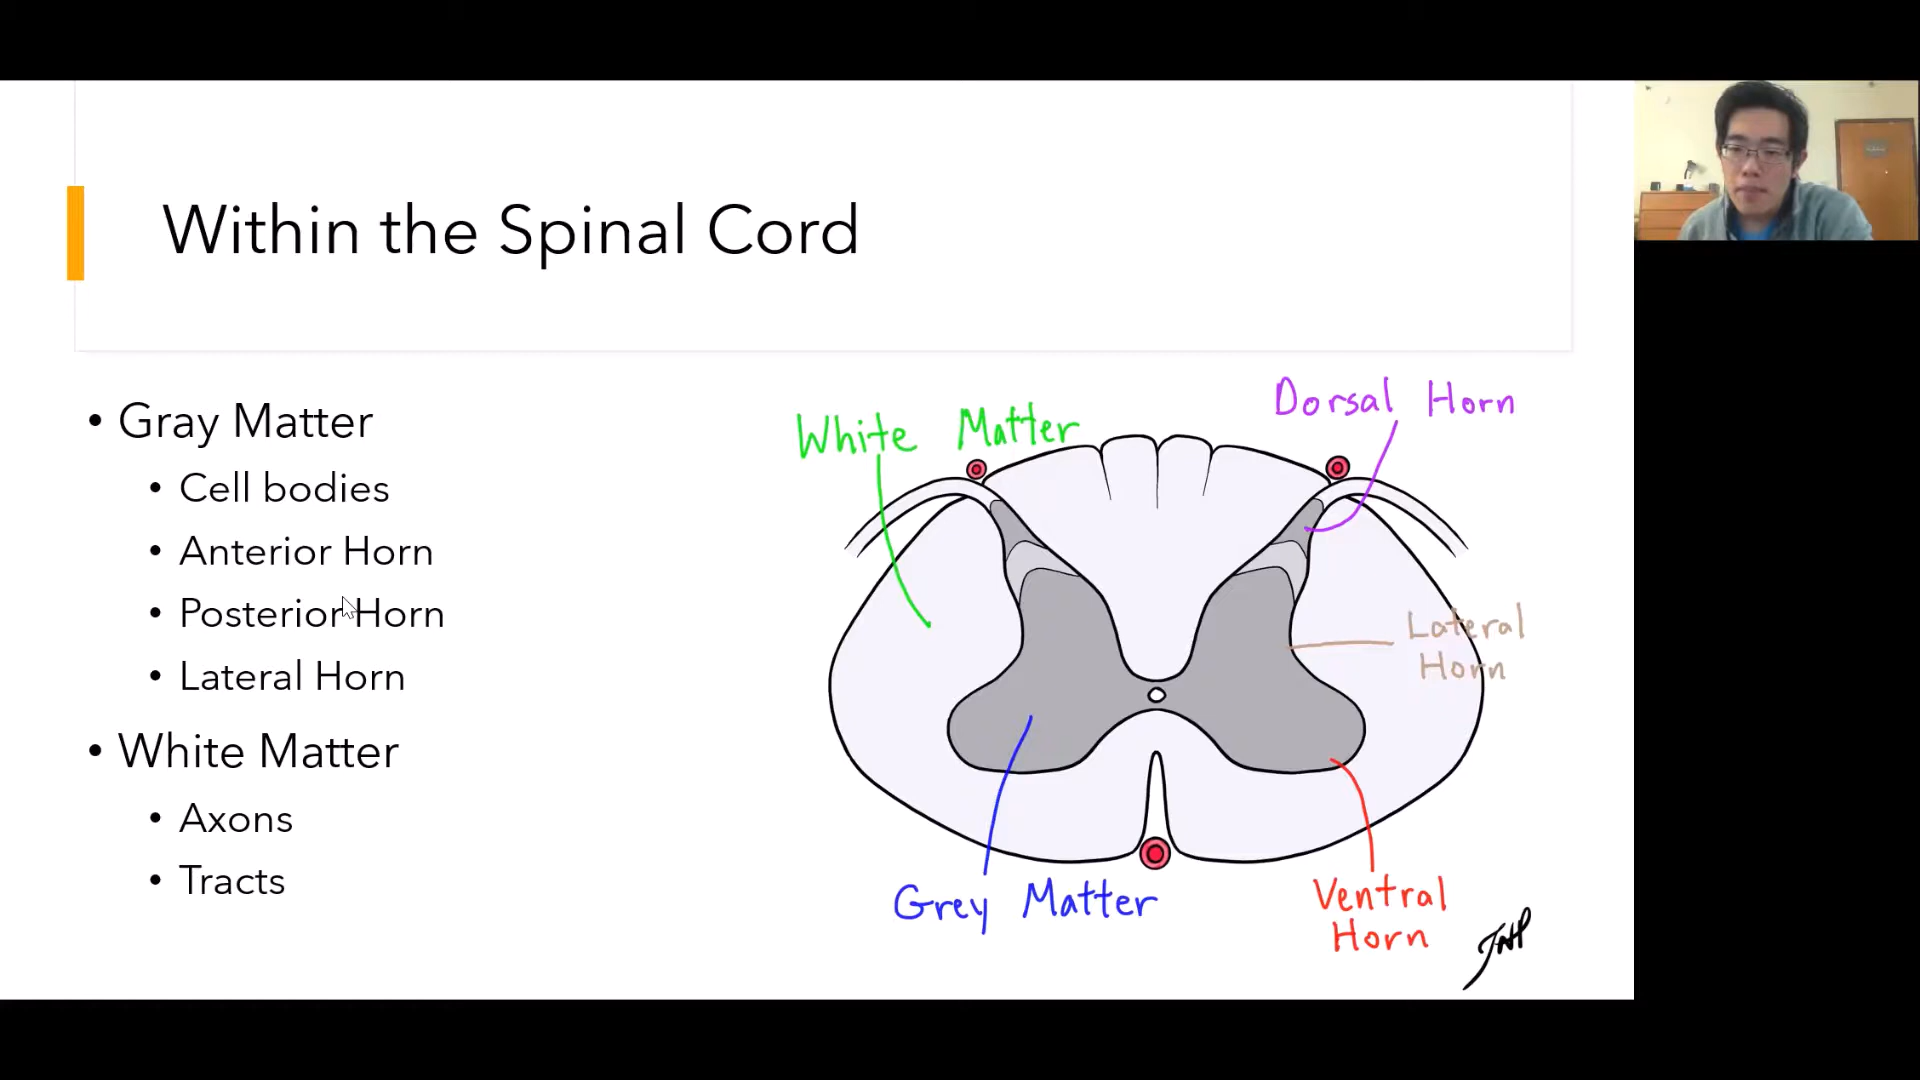 Within the Spinal Cord
• Gray Matter
• Cell bodies
• Anterior Horn
• Posterior Horn
• Lateral Horn
• White Matter
• Axons
• Tracts
White Matter
Dorsal Horn
Lateral
Horn
Grey Matter
Ventral
Horn